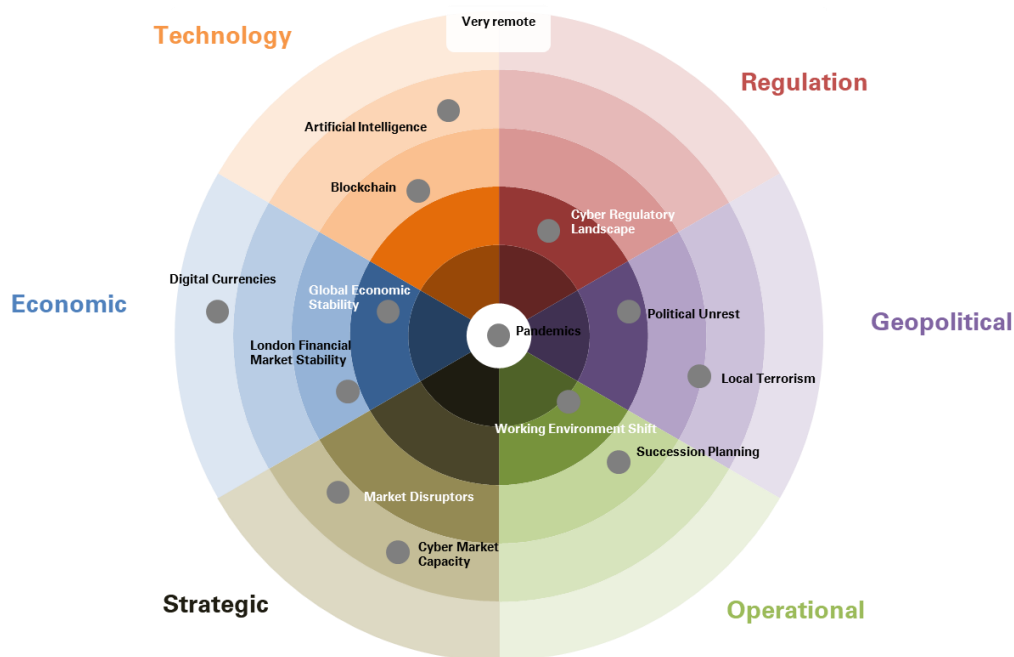 Very remote
Technology
Regulation
Artificial Intelligence
Blockchain
Cyber Regulatory
Landscape
Digital Currencies
Global Economic
Stability
Economic
Political Unrest
Geopolitical
Pandemics
London Financial
Market Stability
Local Terrorism
Working Environment Shift
Succession Planning
Market Disruptors
Cyber Market
Capacity
Strategic
Operational